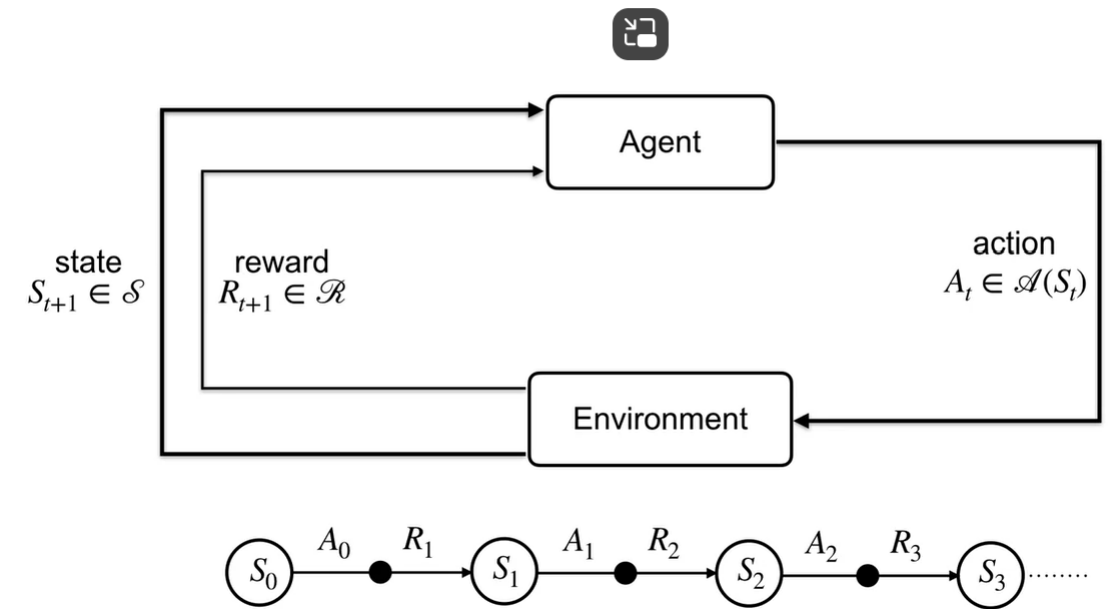 Agent
state
S_{t+1} ∈ 𝒮
reward
R_{t+1} ∈ ℛ
action
A_t ∈ 𝒜(S_t)
Environment
S_0 A_0 R_1 S_1 A_1 R_2 S_2 A_2 R_3 S_3 ........